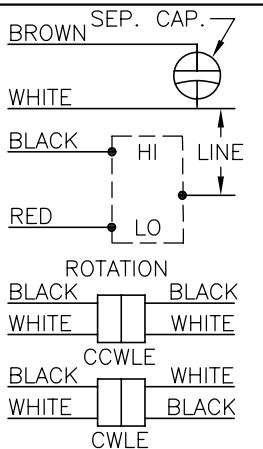 SEP. CAP.
BROWN
WHITE
BLACK HI LINE
RED LO
ROTATION
BLACK BLACK
WHITE WHITE
CCWLE
BLACK WHITE
WHITE BLACK
CWLE